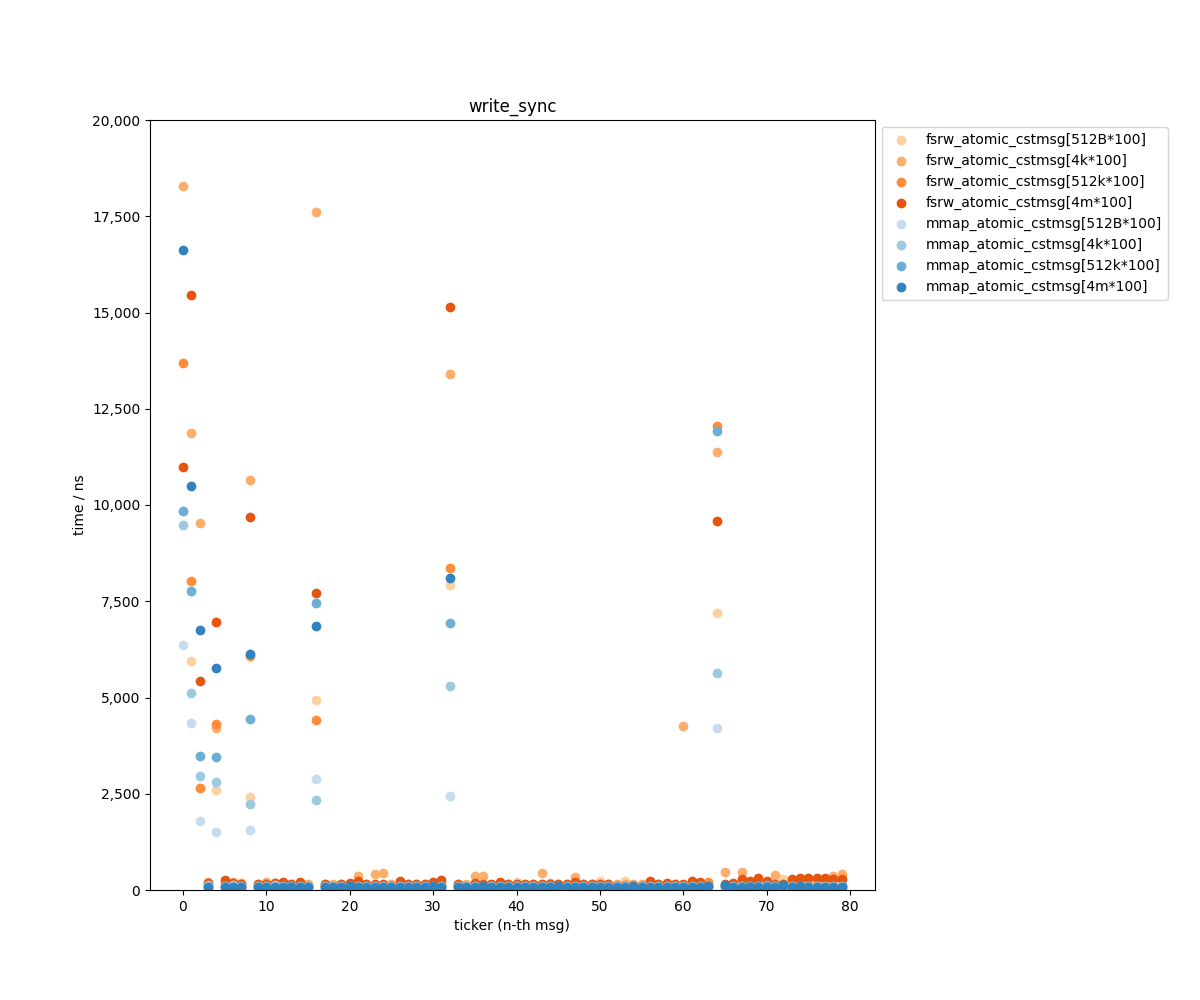 write_sync
20,000
17,500
15,000
12,500
10,000
7,500
5,000
2,500
0
time / ns
0 10 20 30 40 50 60 70 80
ticker (n-th msg)
fsrw_atomic_cstmsg[512B*100]
fsrw_atomic_cstmsg[4k*100]
fsrw_atomic_cstmsg[512k*100]
fsrw_atomic_cstmsg[4m*100]
mmap_atomic_cstmsg[512B*100]
mmap_atomic_cstmsg[4k*100]
mmap_atomic_cstmsg[512k*100]
mmap_atomic_cstmsg[4m*100]